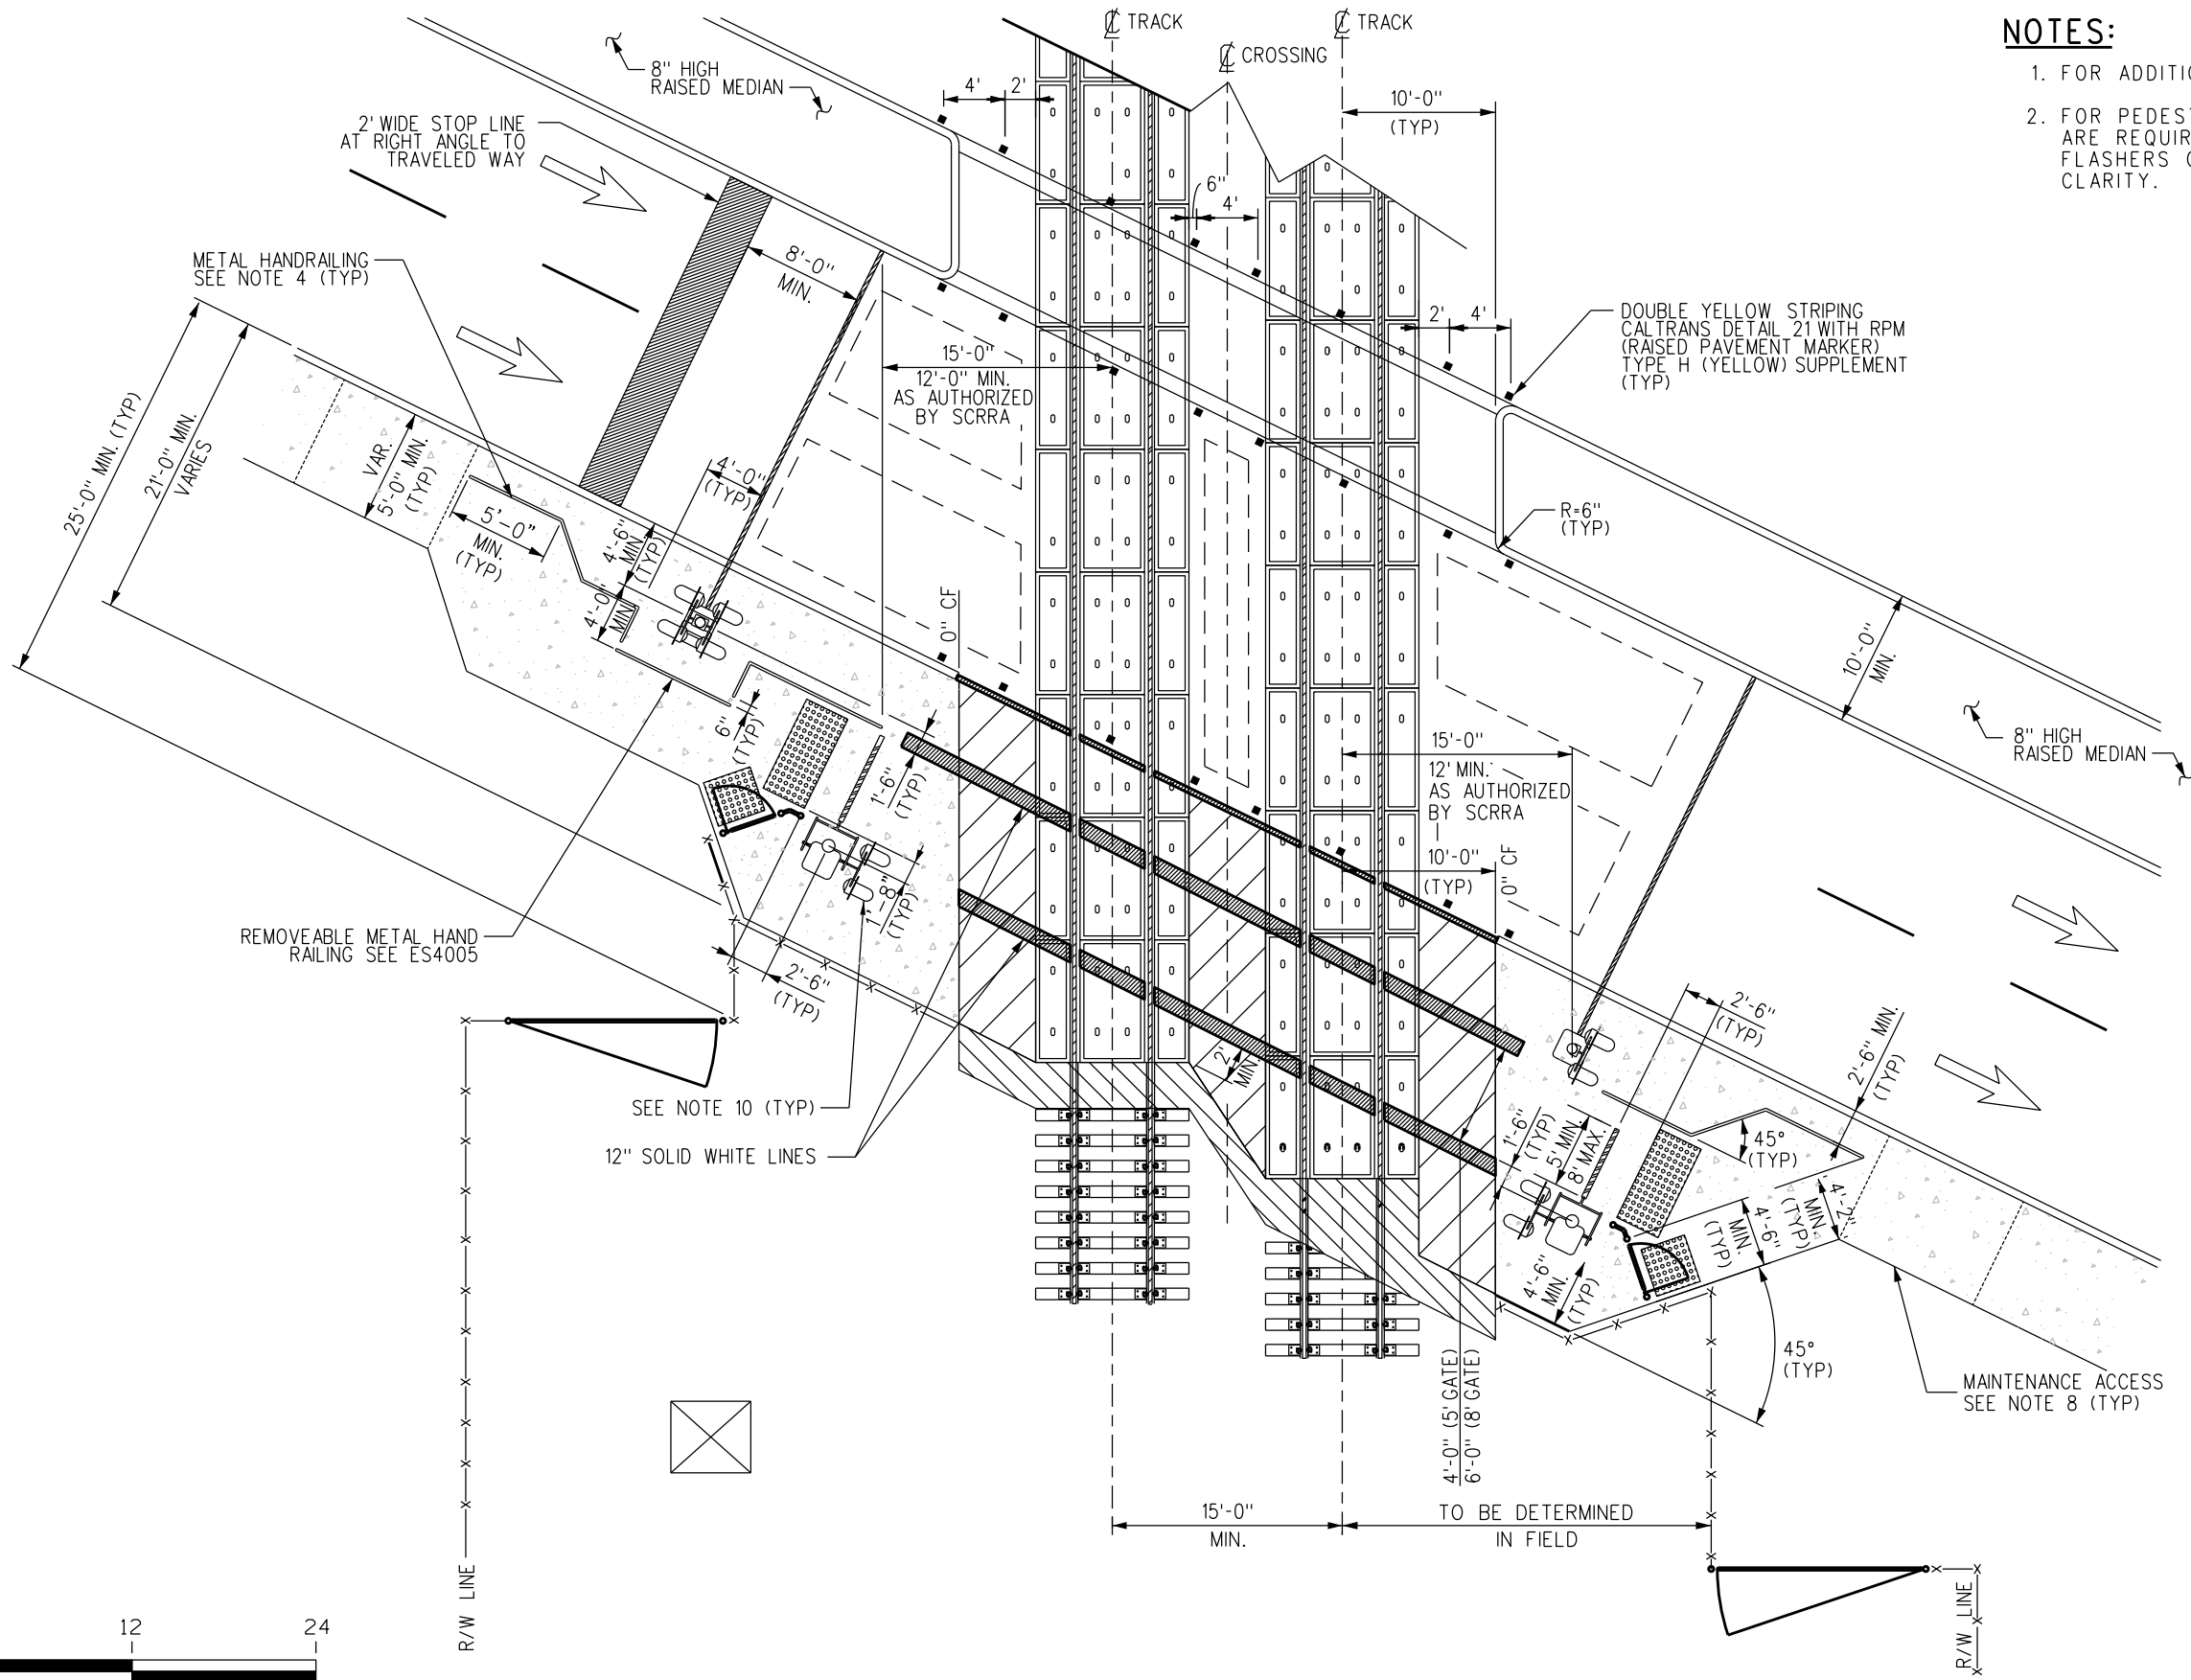 ℄ TRACK
℄ CROSSING
℄ TRACK
NOTES:
1. FOR ADDITIO
2. FOR PEDEST
ARE REQUIR
FLASHERS
CLARITY.
8" HIGH
RAISED MEDIAN
4'
2'
10'-0"
(TYP)
2' WIDE STOP LINE
AT RIGHT ANGLE TO
TRAVELED WAY
6"
4'
METAL HANDRAILING
SEE NOTE 4 (TYP)
8'-0"
MIN.
2'
4'
DOUBLE YELLOW STRIPING
CALTRANS DETAIL 21 WITH RPM
(RAISED PAVEMENT MARKER)
TYPE H (YELLOW) SUPPLEMENT
(TYP)
15'-0"
12'-0" MIN.
AS AUTHORIZED
BY SCRRA
25'-0" MIN. (TYP)
21'-0" MIN.
VARIES
VAR.
5'-0" MIN.
(TYP)
5'-0"
MIN.
(TYP)
4'-0"
(TYP)
4'-6"
MIN.
(TYP)
4'-0"
MIN.
R=6"
(TYP)
0" CF
10'-0"
MIN.
6"
(TYP)
1'-6"
(TYP)
15'-0"
12' MIN.
AS AUTHORIZED
BY SCRRA
8" HIGH
RAISED MEDIAN
10'-0"
(TYP)
0" CF
1'-8"
(TYP)
REMOVEABLE METAL HAND
RAILING SEE ES4005
2'-6"
(TYP)
2'
MIN.
2'-6"
(TYP)
2'-6" MIN.
(TYP)
SEE NOTE 10 (TYP)
12" SOLID WHITE LINES
1'-6"
(TYP)
5' MIN.
8' MAX.
45°
(TYP)
4'-2"
MIN.
(TYP)
4'-6"
MIN.
(TYP)
4'-6"
MIN.
(TYP)
45°
(TYP)
MAINTENANCE ACCESS
SEE NOTE 8 (TYP)
4'-0" (5' GATE)
6'-0" (8' GATE)
15'-0"
MIN.
TO BE DETERMINED
IN FIELD
R/W LINE
R/W LINE
12
24